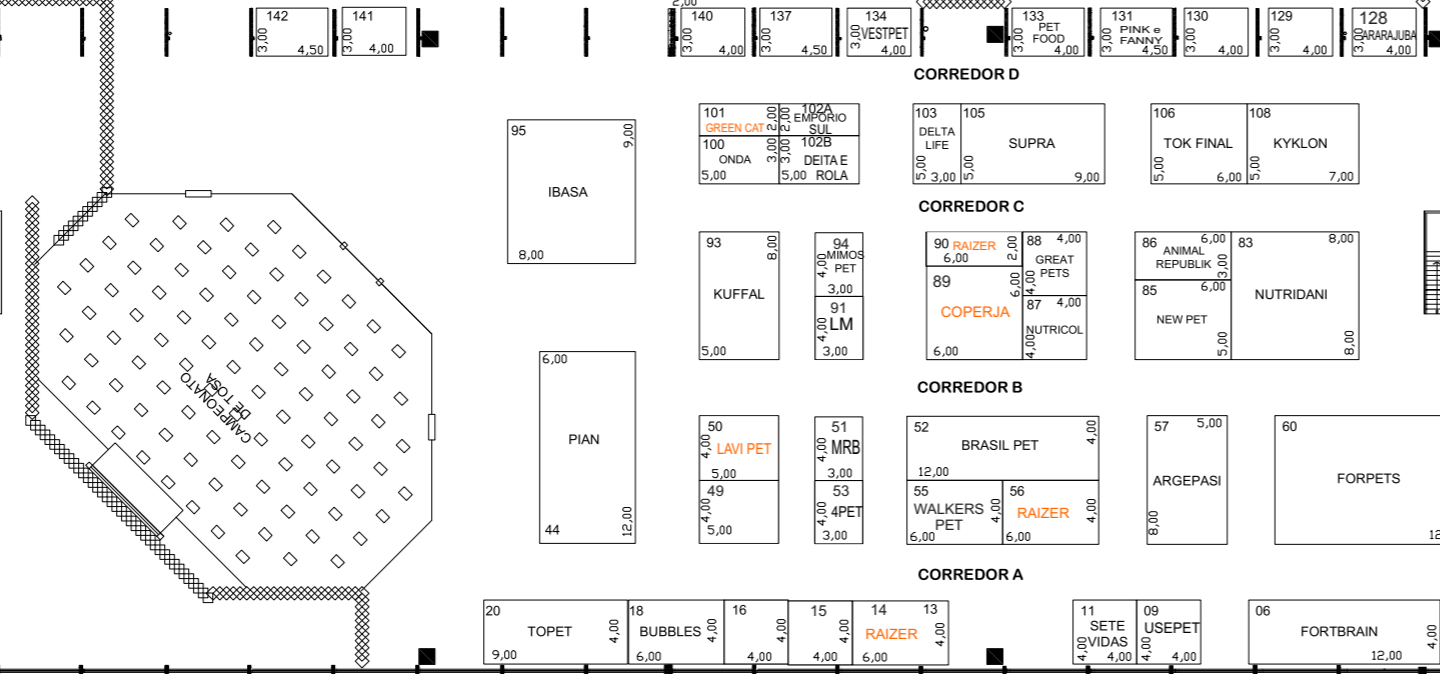 2,00
142
3,00
4,50
141
3,00
4,00
140
3,00
4,00
137
3,00
4,50
134
VESTPET
3,00
4,00
133
PET
FOOD
3,00
4,00
131
PINK e
FANNY
3,00
4,50
130
3,00
4,00
129
3,00
4,00
128
ARARAJUBA
3,00
4,00
CORREDOR D
95
9,00
IBASA
8,00
101
GREEN CAT
2,00
100
ONDA
3,00
5,00
102A
EMPORIO
SUL
2,00
102B
DEITA E
ROLA
3,00
5,00
103
DELTA
LIFE
5,00
3,00
105
SUPRA
5,00
9,00
106
TOK FINAL
5,00
6,00
108
KYKLON
5,00
7,00
CORREDOR C
93
8,00
KUFFAL
5,00
94
MIMOS
PET
4,00
3,00
91
LM
4,00
3,00
90
RAIZER
6,00
2,00
89
6,00
COPERJA
6,00
88
4,00
GREAT
PETS
4,00
87
4,00
NUTRICOL
4,00
86
6,00
ANIMAL
REPUBLIK
3,00
85
6,00
NEW PET
5,00
83
8,00
NUTRIDANI
8,00
CORREDOR B
CAMPEONATO
DE TOSA
6,00
PIAN
44
12,00
50
LAVI PET
4,00
5,00
49
4,00
5,00
51
MRB
4,00
3,00
53
4PET
4,00
3,00
52
BRASIL PET
4,00
12,00
55
WALKERS
PET
4,00
6,00
56
RAIZER
4,00
6,00
57
5,00
ARGEPASI
8,00
60
FORPETS
12
CORREDOR A
20
TOPET
4,00
9,00
18
BUBBLES
4,00
6,00
16
4,00
15
4,00
4,00
14
13
RAIZER
4,00
6,00
11
SETE
VIDAS
4,00
4,00
09
USEPET
4,00
4,00
06
FORTBRAIN
4,00
12,00